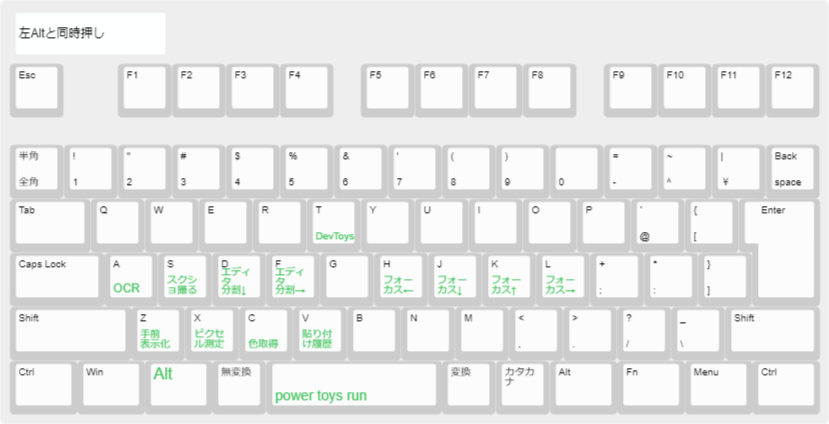 左Altと同時押し
Esc F1 F2 F3 F4 F5 F6 F7 F8 F9 F10 F11 F12
半角 ! " # $ % & ' ( ) = ~ | Back
全角 1 2 3 4 5 6 7 8 9 0 - ^ ¥ space
Tab Q W E R T Y U I O P ` { Enter
DevToys @ [
Caps Lock A S D F G H J K L + * }
OCR スクショ撮る エディタ分割↓ エディタ分割→ フォーカス← フォーカス↓ フォーカス↑ フォーカス→ ; : ]
Shift Z X C V B N M < > ? _ Shift
手前表示化 ピクセル測定 色取得 貼り付け履歴 , . / \
Ctrl Win Alt 無変換 変換 カタカナ Alt Fn Menu Ctrl
power toys run